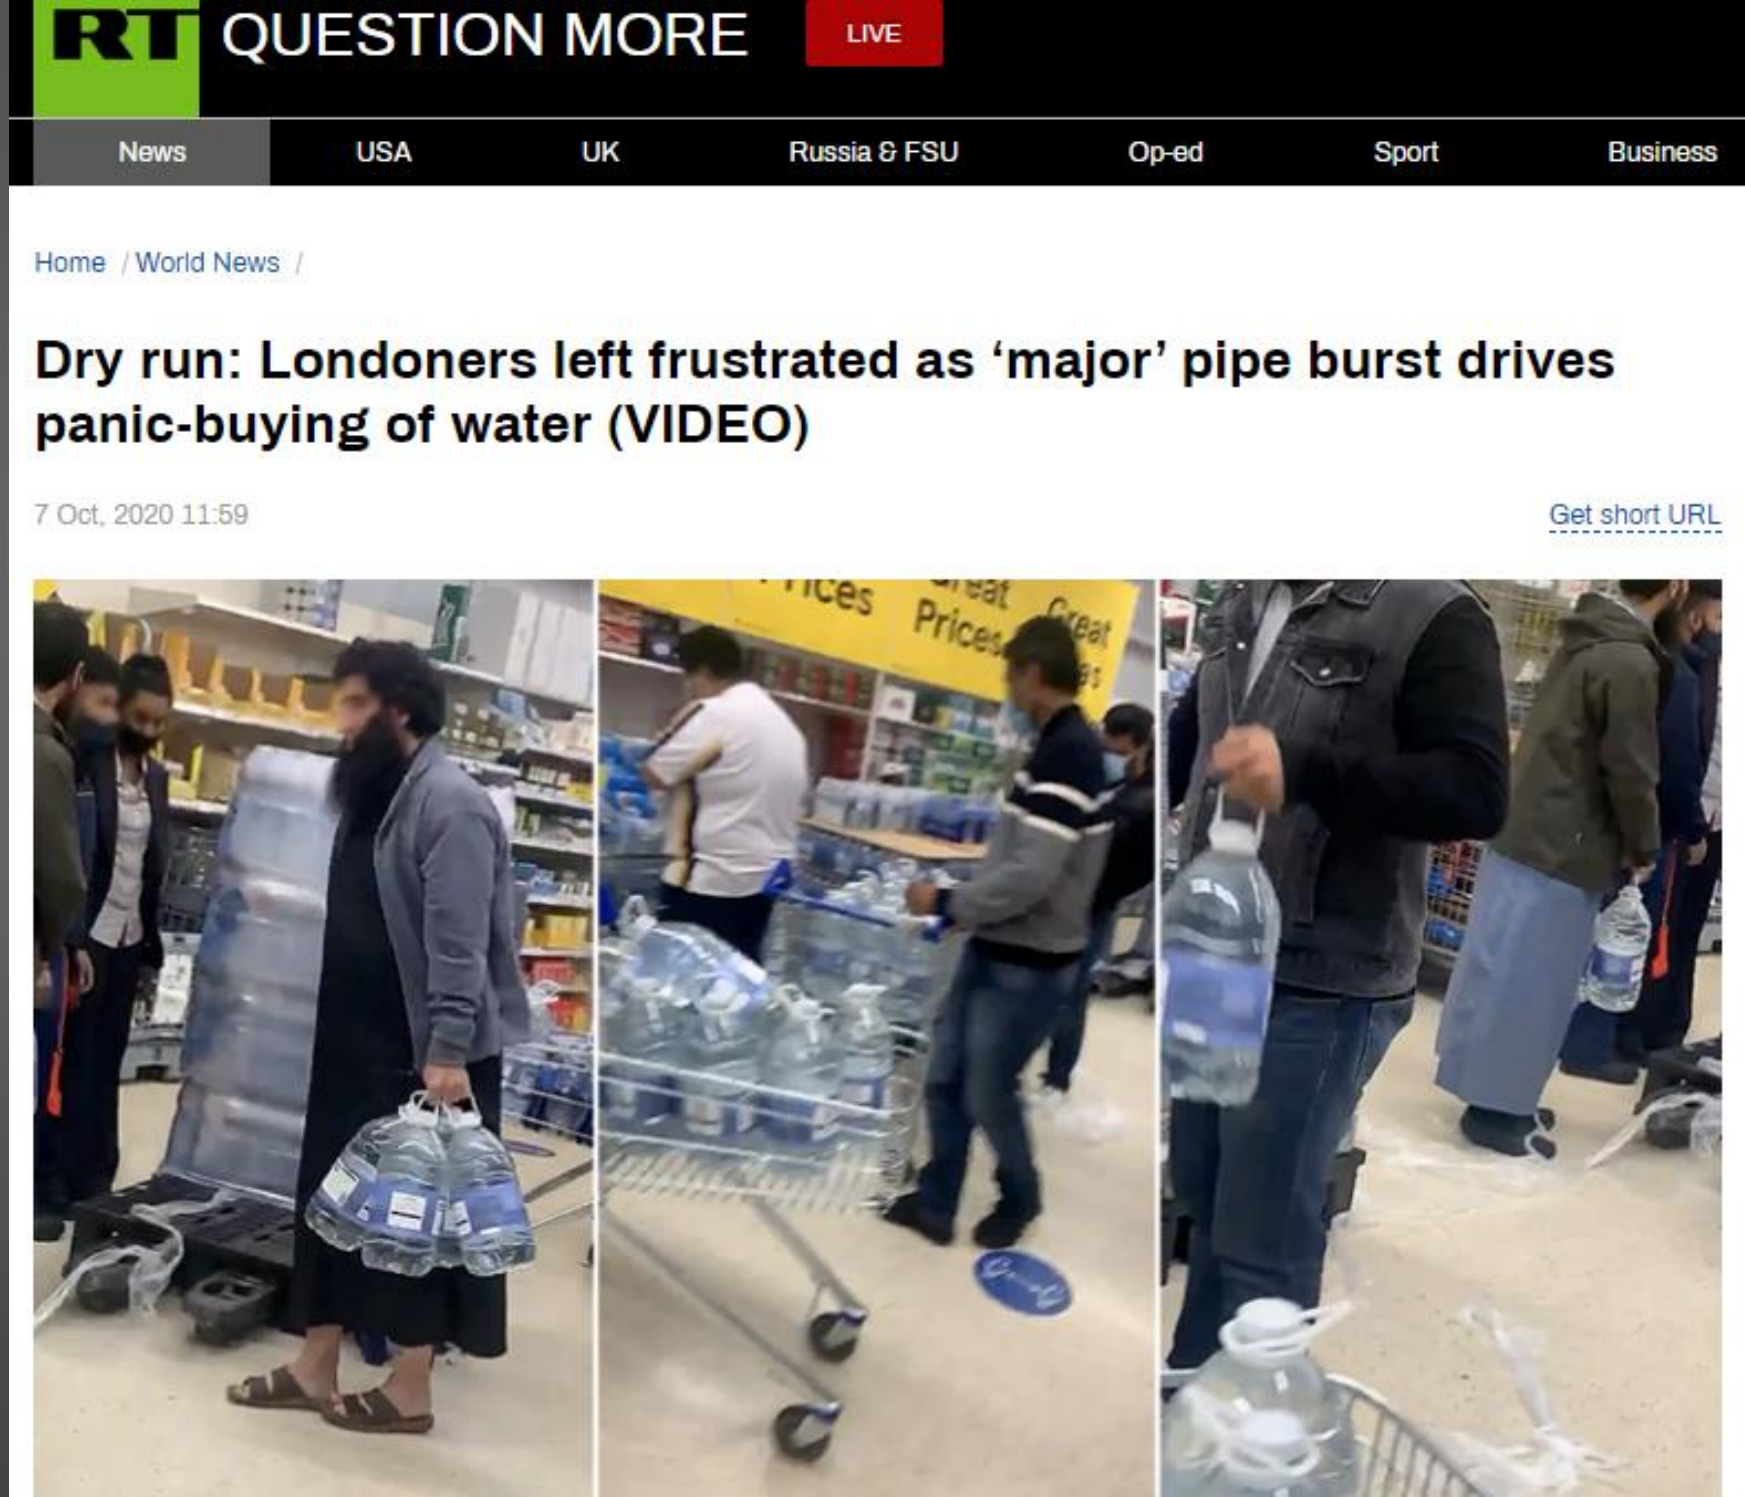 RT QUESTION MORE LIVE
News USA UK Russia & FSU Op-ed Sport Business
Home / World News /
Dry run: Londoners left frustrated as ‘major’ pipe burst drives
panic-buying of water (VIDEO)
7 Oct, 2020 11:59 Get short URL
Great
Prices
Great